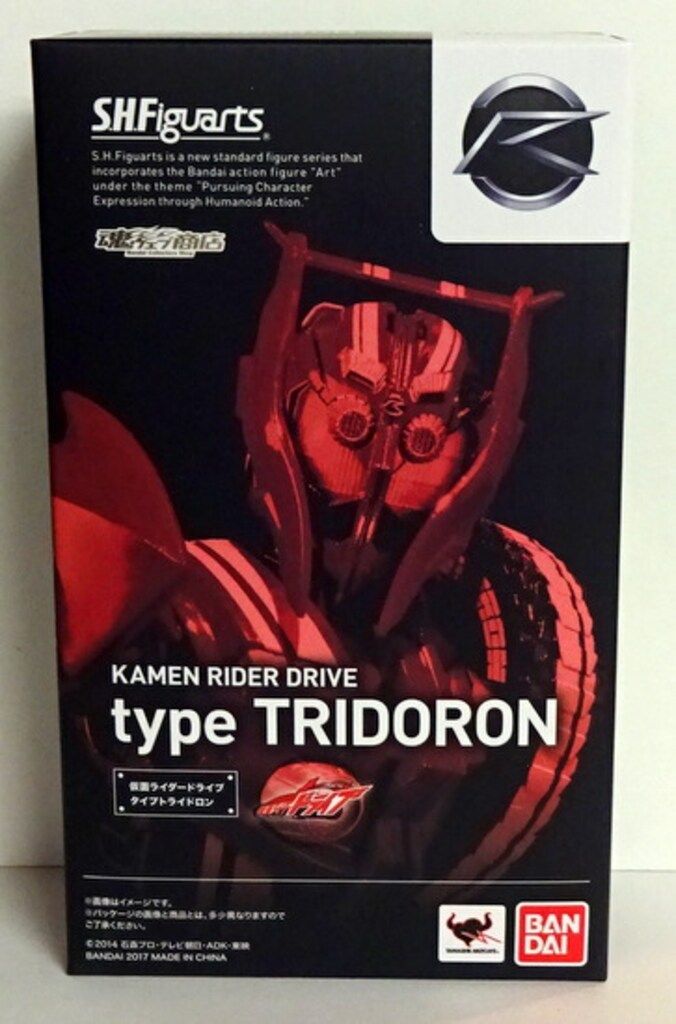 S.H.Figuarts®
S.H.Figuarts is a new standard figure series that
incorporates the Bandai action figure "Art"
under the theme "Pursuing Character
Expression through Humanoid Action."
魂ウェブ商店
KAMEN RIDER DRIVE
type TRIDORON
仮面ライダードライブ
タイプトライドロン
※画像はイメージです。
※パッケージの画像と商品とは、多少異なりますので
ご了承ください。
©2014 石森プロ・テレビ朝日・ADK・東映
BANDAI 2017 MADE IN CHINA
BAN
DAI